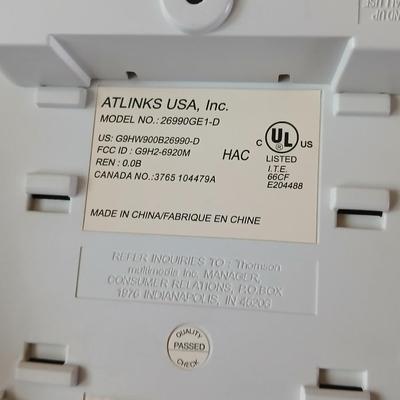 ATLINKS USA, Inc.
MODEL NO.: 26990GE1-D
US: G9HW900B26990-D
FCC ID : G9H2-6920M
REN : 0.0B
HAC
CANADA NO.:3765 104479A
MADE IN CHINA/FABRIQUE EN CHINE
C UL US
LISTED
I.T.E.
66CF
E204488
REFER INQUIRIES TO : Thomson
multimedia Inc. MANAGER,
CONSUMER RELATIONS, P.O.BOX
1976 INDIANAPOLIS, IN 46206
QUALITY
PASSED
CHECK